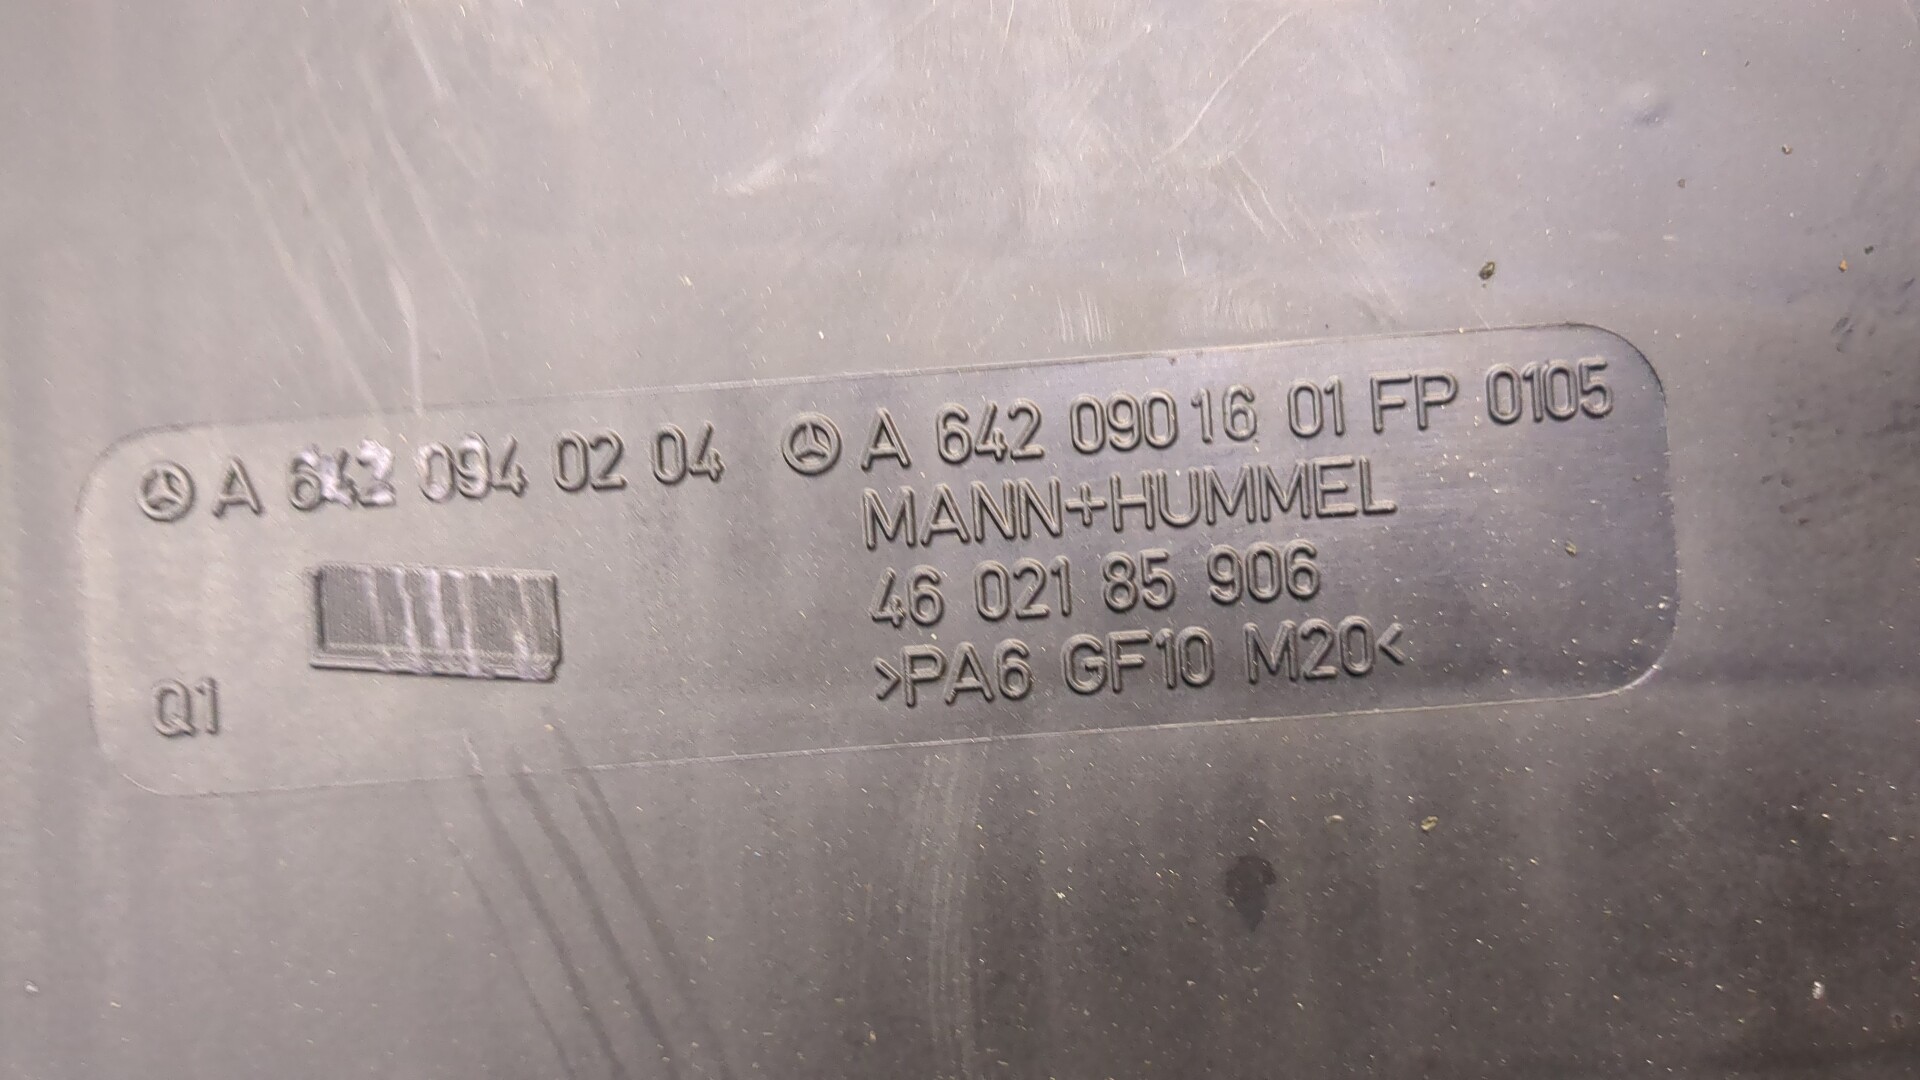 A 642 094 02 04 A 642 090 16 01 FP 0105
MANN+HUMMEL
46 021 85 906
>PA6 GF10 M20<
Q1